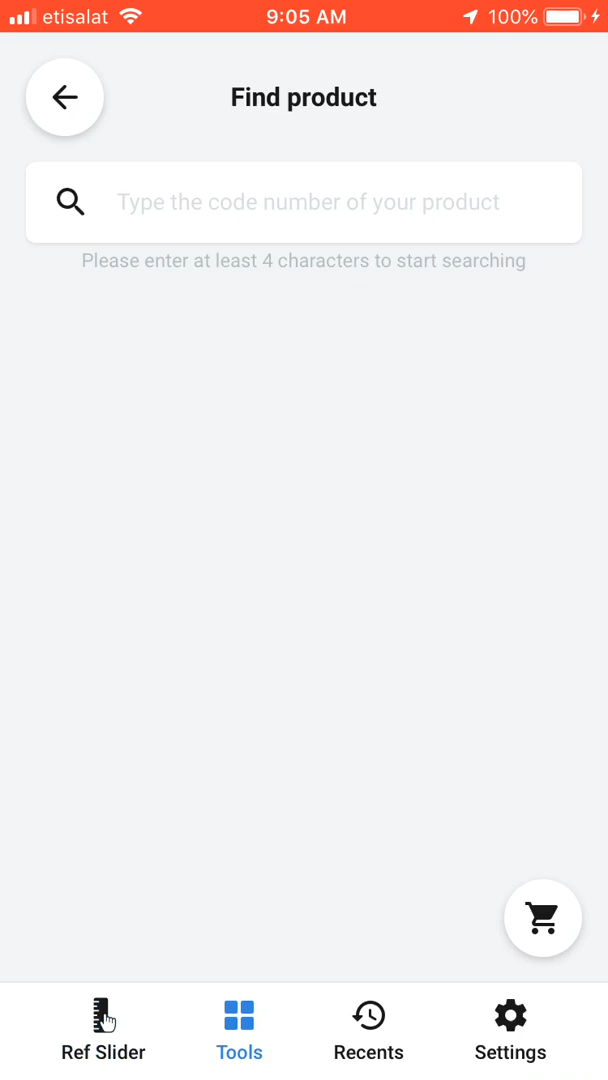 etisalat 9:05 AM 100%
Find product
Type the code number of your product
Please enter at least 4 characters to start searching
Ref Slider Tools Recents Settings